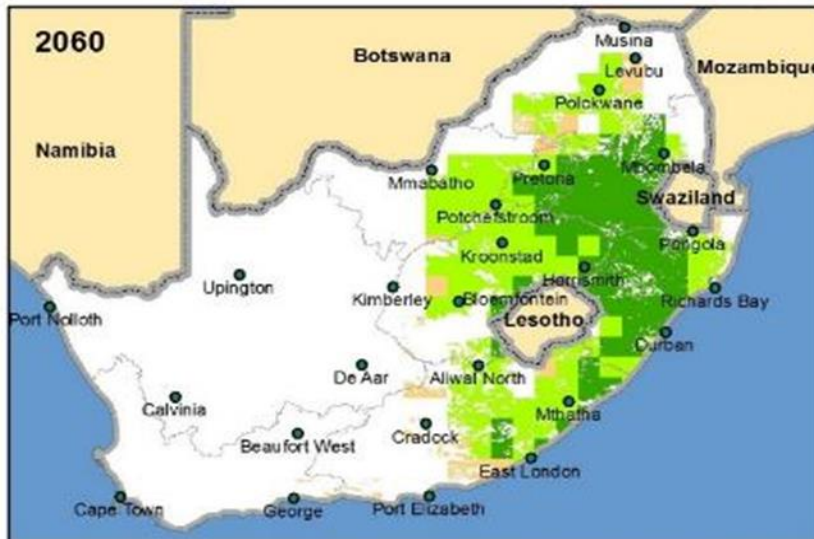 2060
Musina
Botswana
Levubu
Mozambique
Polokwane
Namibia
Mbombela
Mmabatho
Pretoria
Swaziland
Potchefstroom
Pongola
Kroonstad
Harrismith
Upington
Kimberley
Bloemfontein
Richards Bay
Port Nolloth
Lesotho
Durban
De Aar
Aliwal North
Calvinia
Mthatha
Cradock
Beaufort West
East London
Cape Town
George
Port Elizabeth